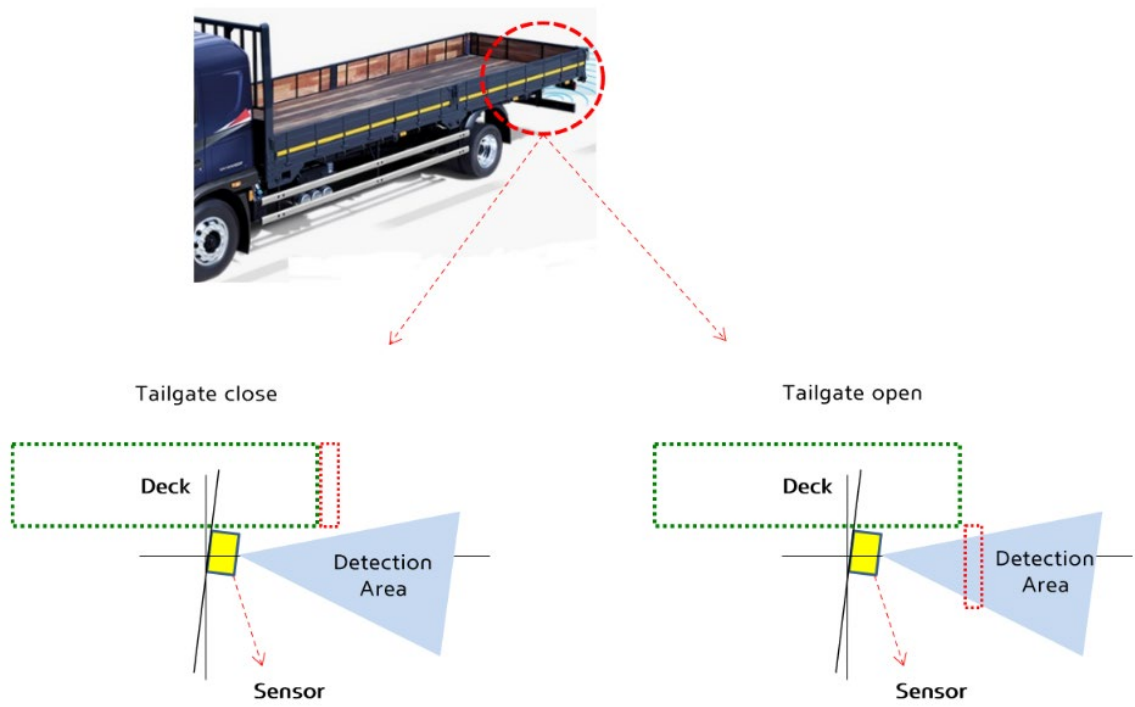 Tailgate close
Tailgate open
Deck
Deck
Detection
Area
Detection
Area
Sensor
Sensor